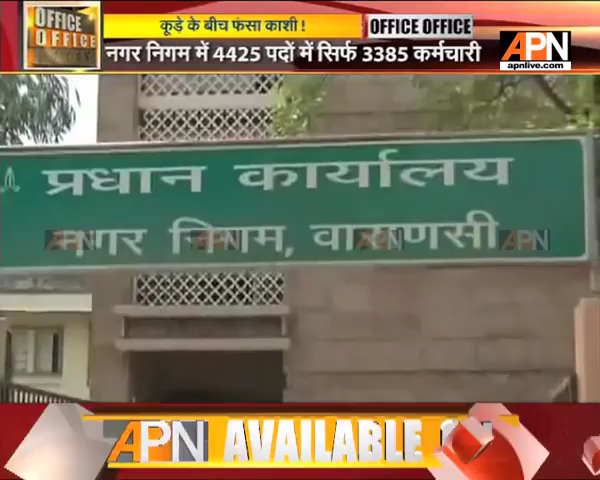 OFFICE OFFICE
कूड़े के बीच फंसा काशी !
OFFICE OFFICE
नगर निगम में 4425 पदों में सिर्फ 3385 कर्मचारी
APN
apnlive.com
प्रधान कार्यालय
नगर निगम, वाराणसी
APN APN APN APN
APN AVAILABLE